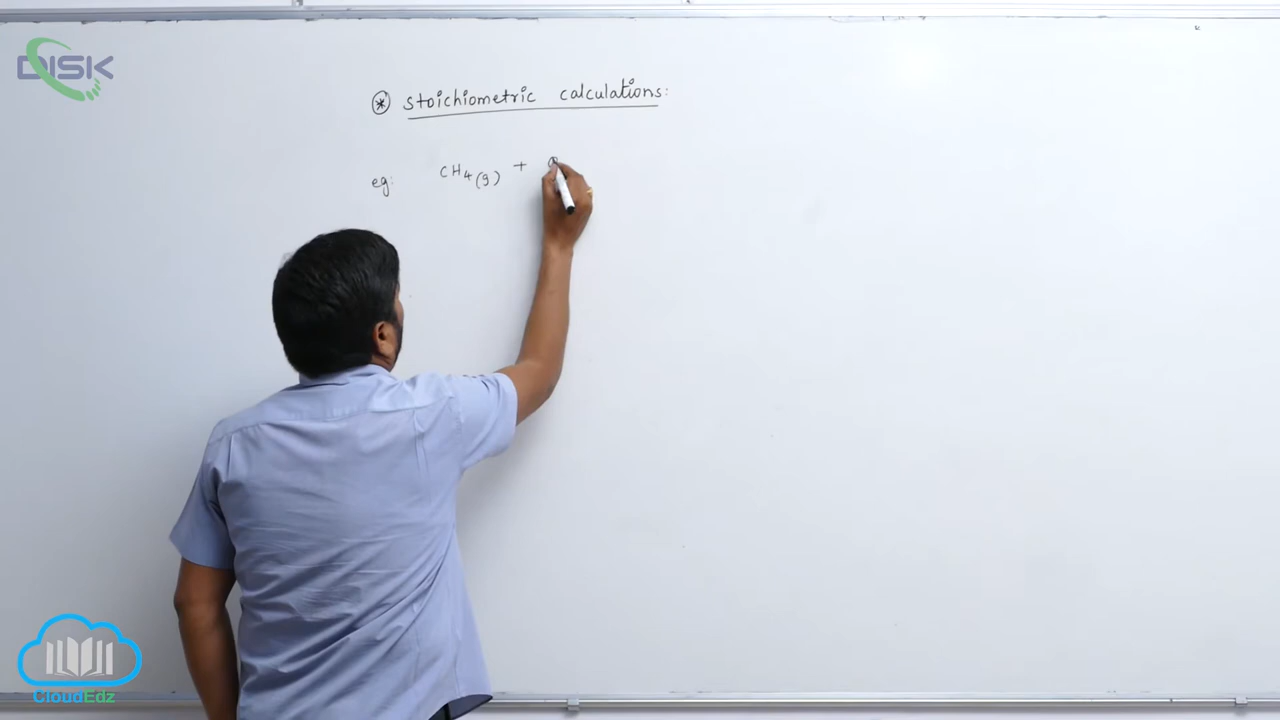 DISK
* stoichiometric calculations:
eg: CH4(g) +
CloudEdz